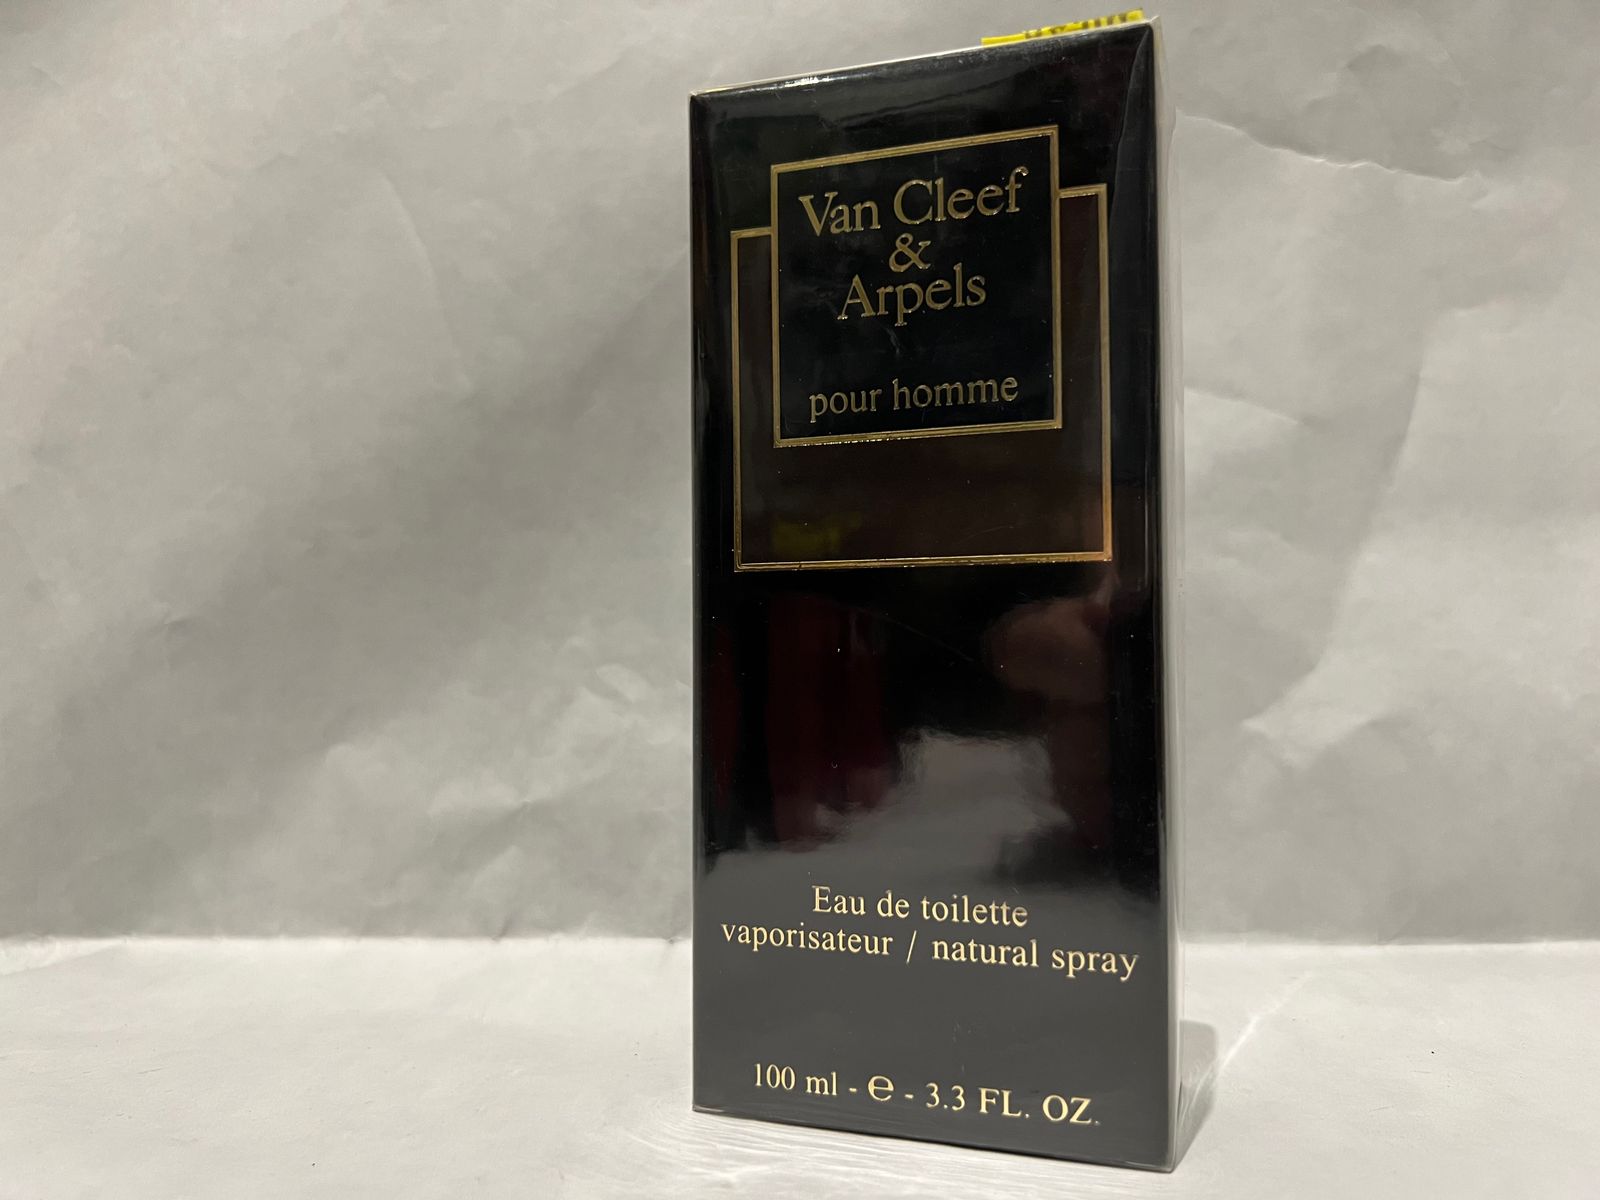 Van Cleef
&
Arpels
pour homme
Eau de toilette
vaporisateur / natural spray
100 ml - ℮ - 3.3 FL. OZ.